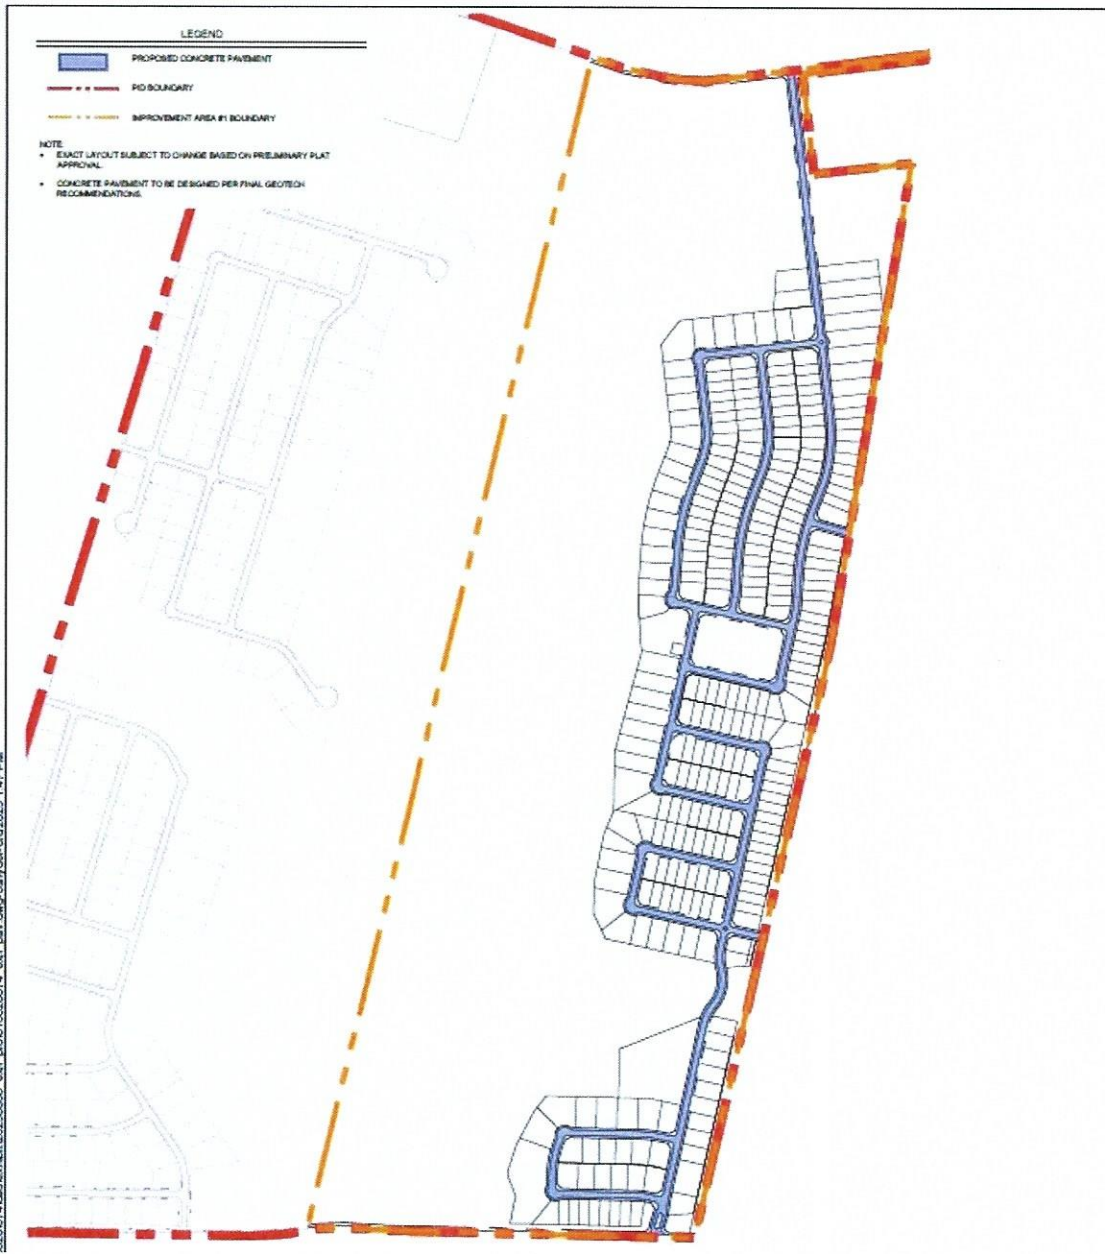 LEGEND
PROPOSED CONCRETE PAVEMENT
PID BOUNDARY
IMPROVEMENT AREA #1 BOUNDARY
NOTE
• EXACT LAYOUT SUBJECT TO CHANGE BASED ON PRELIMINARY PLAT
APPROVAL.
• CONCRETE PAVEMENT TO BE DESIGNED PER FINAL GEOTECH
RECOMMENDATIONS.